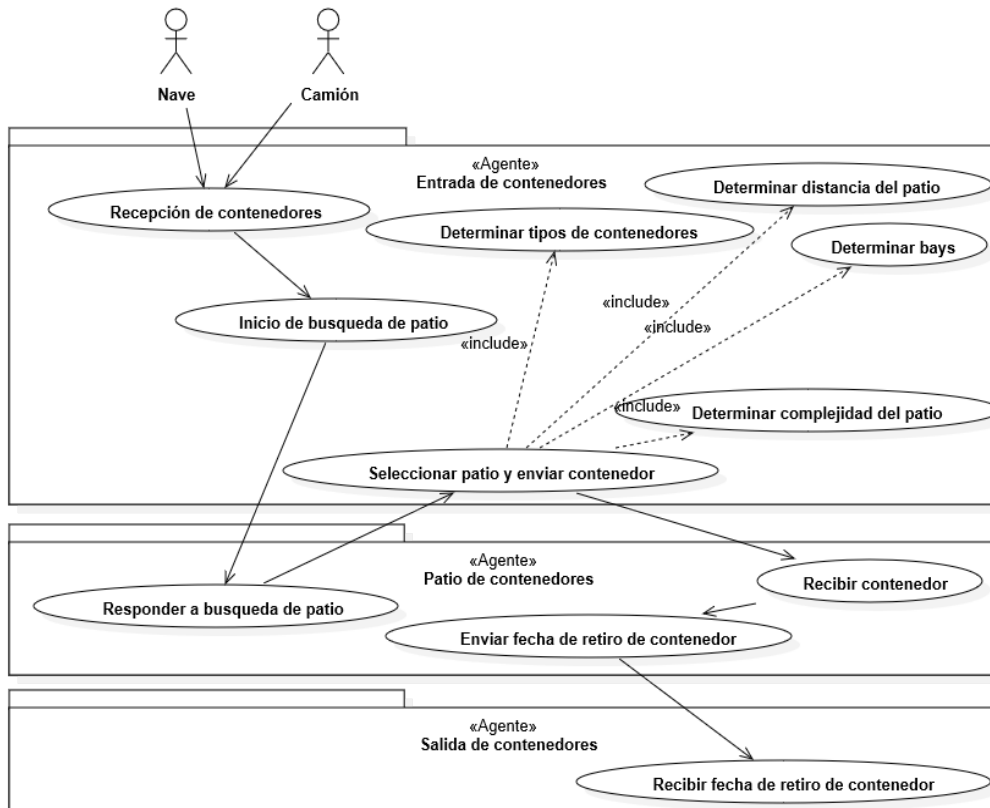 Nave
Camión
«Agente»
Entrada de contenedores
Determinar distancia del patio
Recepción de contenedores
Determinar tipos de contenedores
Determinar bays
Inicio de busqueda de patio
«include»
«include»
«include»
«include»
Determinar complejidad del patio
Seleccionar patio y enviar contenedor
«Agente»
Patio de contenedores
Recibir contenedor
Responder a busqueda de patio
Enviar fecha de retiro de contenedor
«Agente»
Salida de contenedores
Recibir fecha de retiro de contenedor